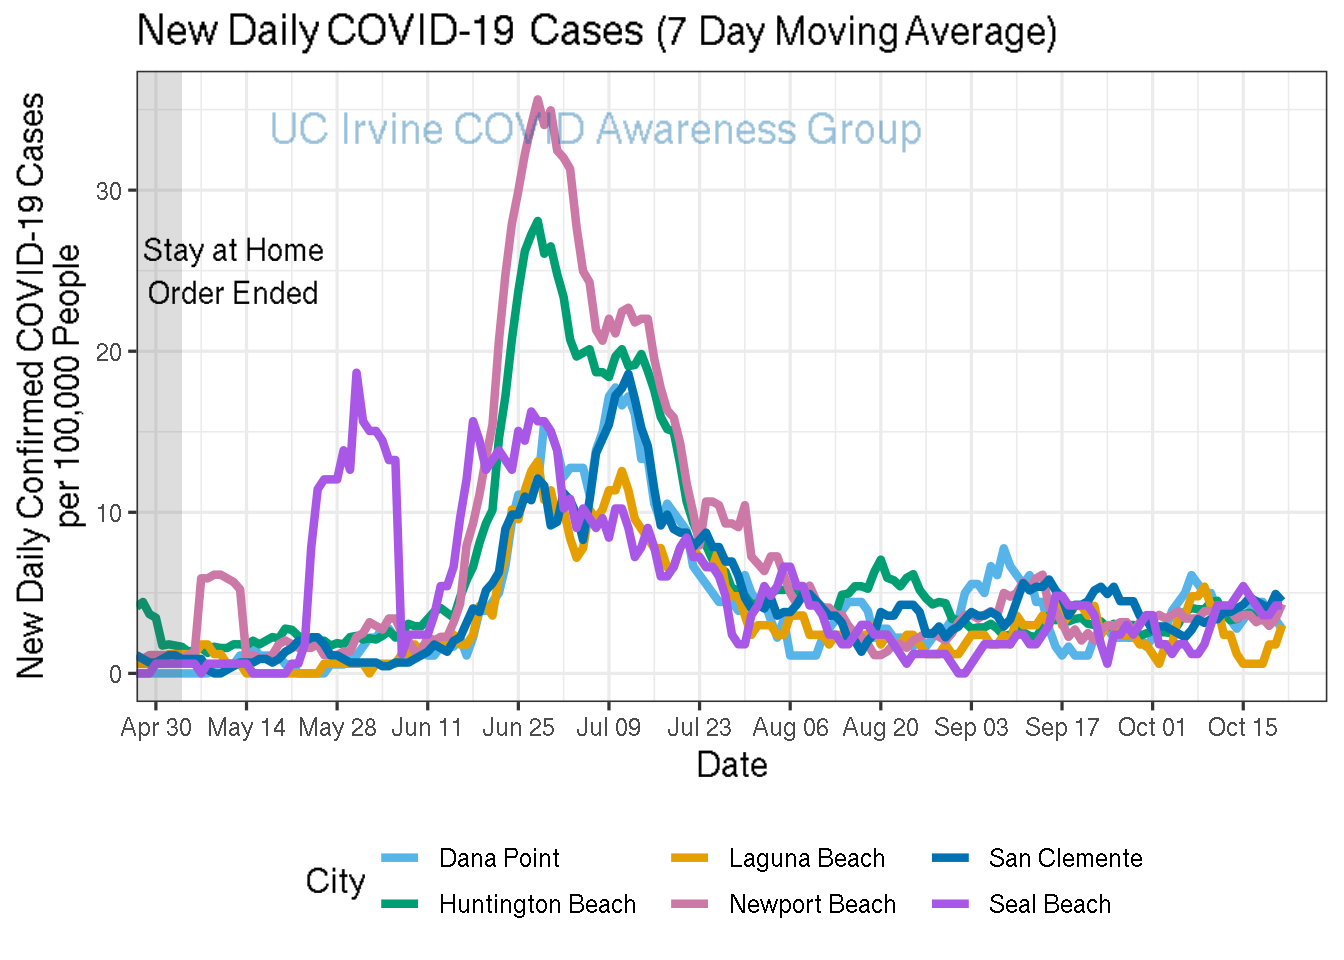 New Daily COVID-19 Cases (7 Day Moving Average)
UC Irvine COVID Awareness Group
New Daily Confirmed COVID-19 Cases
per 100,000 People
30
20
10
0
Stay at Home
Order Ended
Apr 30 May 14 May 28 Jun 11 Jun 25 Jul 09 Jul 23 Aug 06 Aug 20 Sep 03 Sep 17 Oct 01 Oct 15
Date
City
Dana Point Laguna Beach San Clemente
Huntington Beach Newport Beach Seal Beach